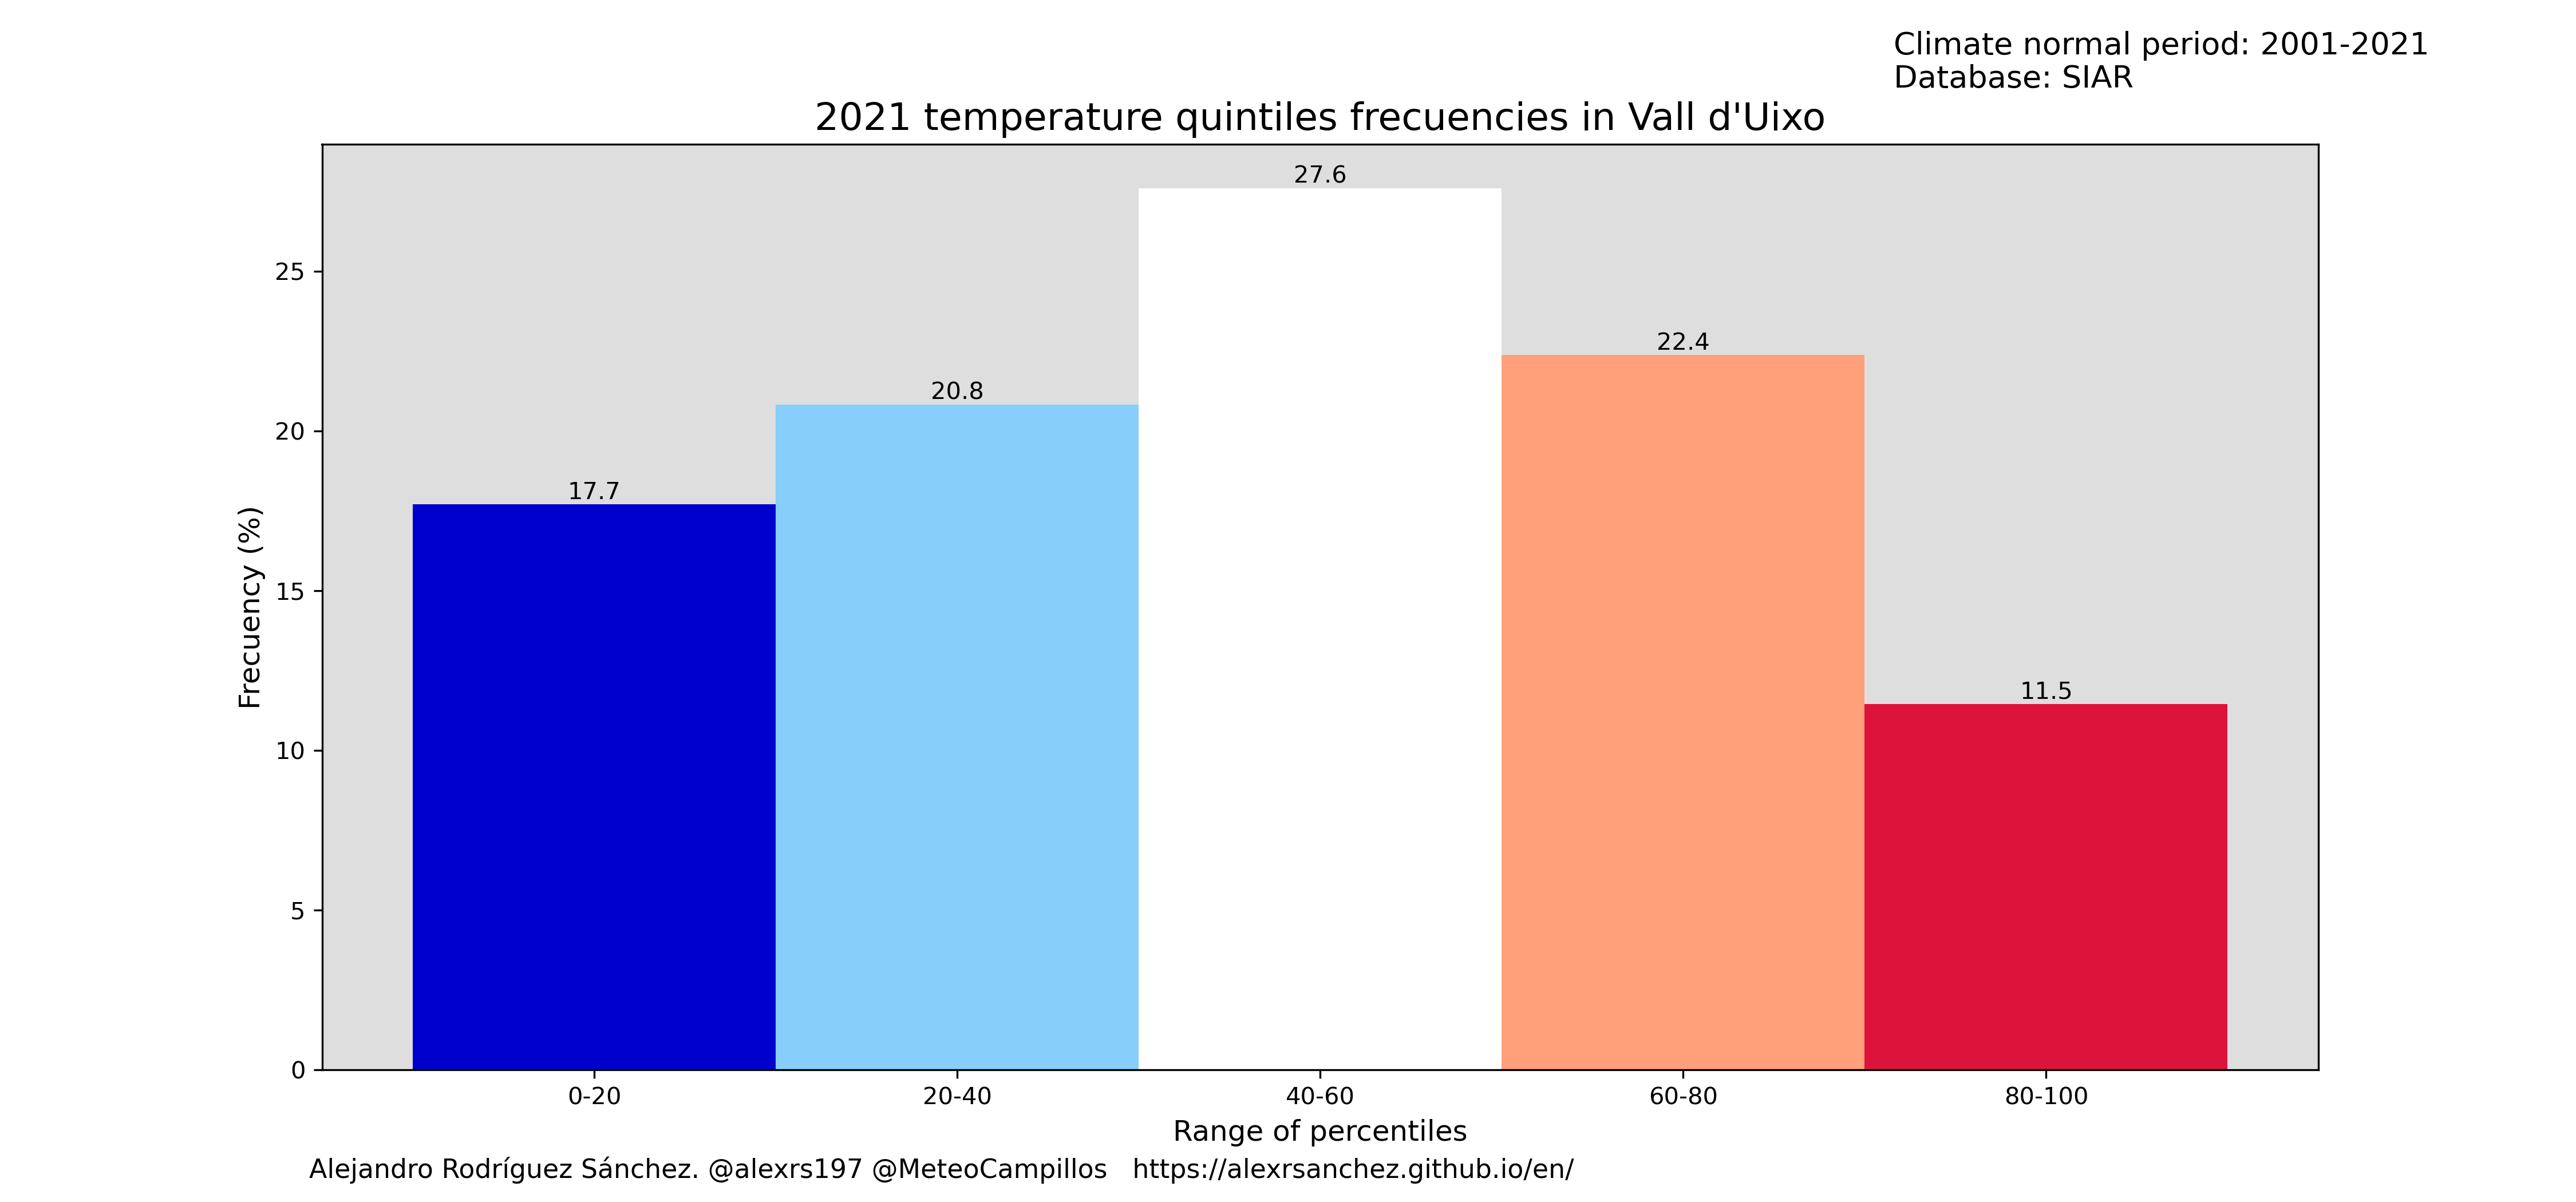 Climate normal period: 2001-2021
Database: SIAR
2021 temperature quintiles frecuencies in Vall d'Uixo
27.6
22.4
20.8
17.7
11.5
Frecuency (%)
25
20
15
10
5
0
0-20
20-40
40-60
60-80
80-100
Range of percentiles
Alejandro Rodríguez Sánchez. @alexrs197 @MeteoCampillos https://alexrsanchez.github.io/en/